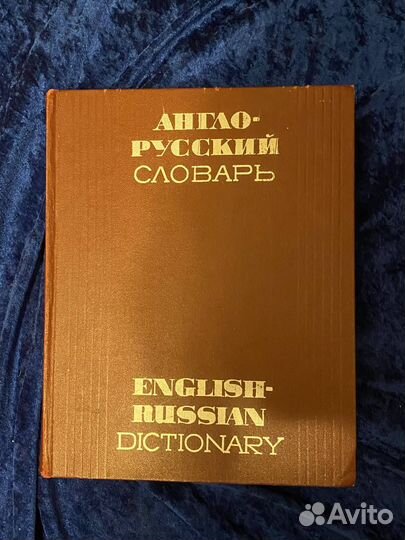 АНГЛО-
РУССКИЙ
СЛОВАРЬ
ENGLISH-
RUSSIAN
DICTIONARY
Avito